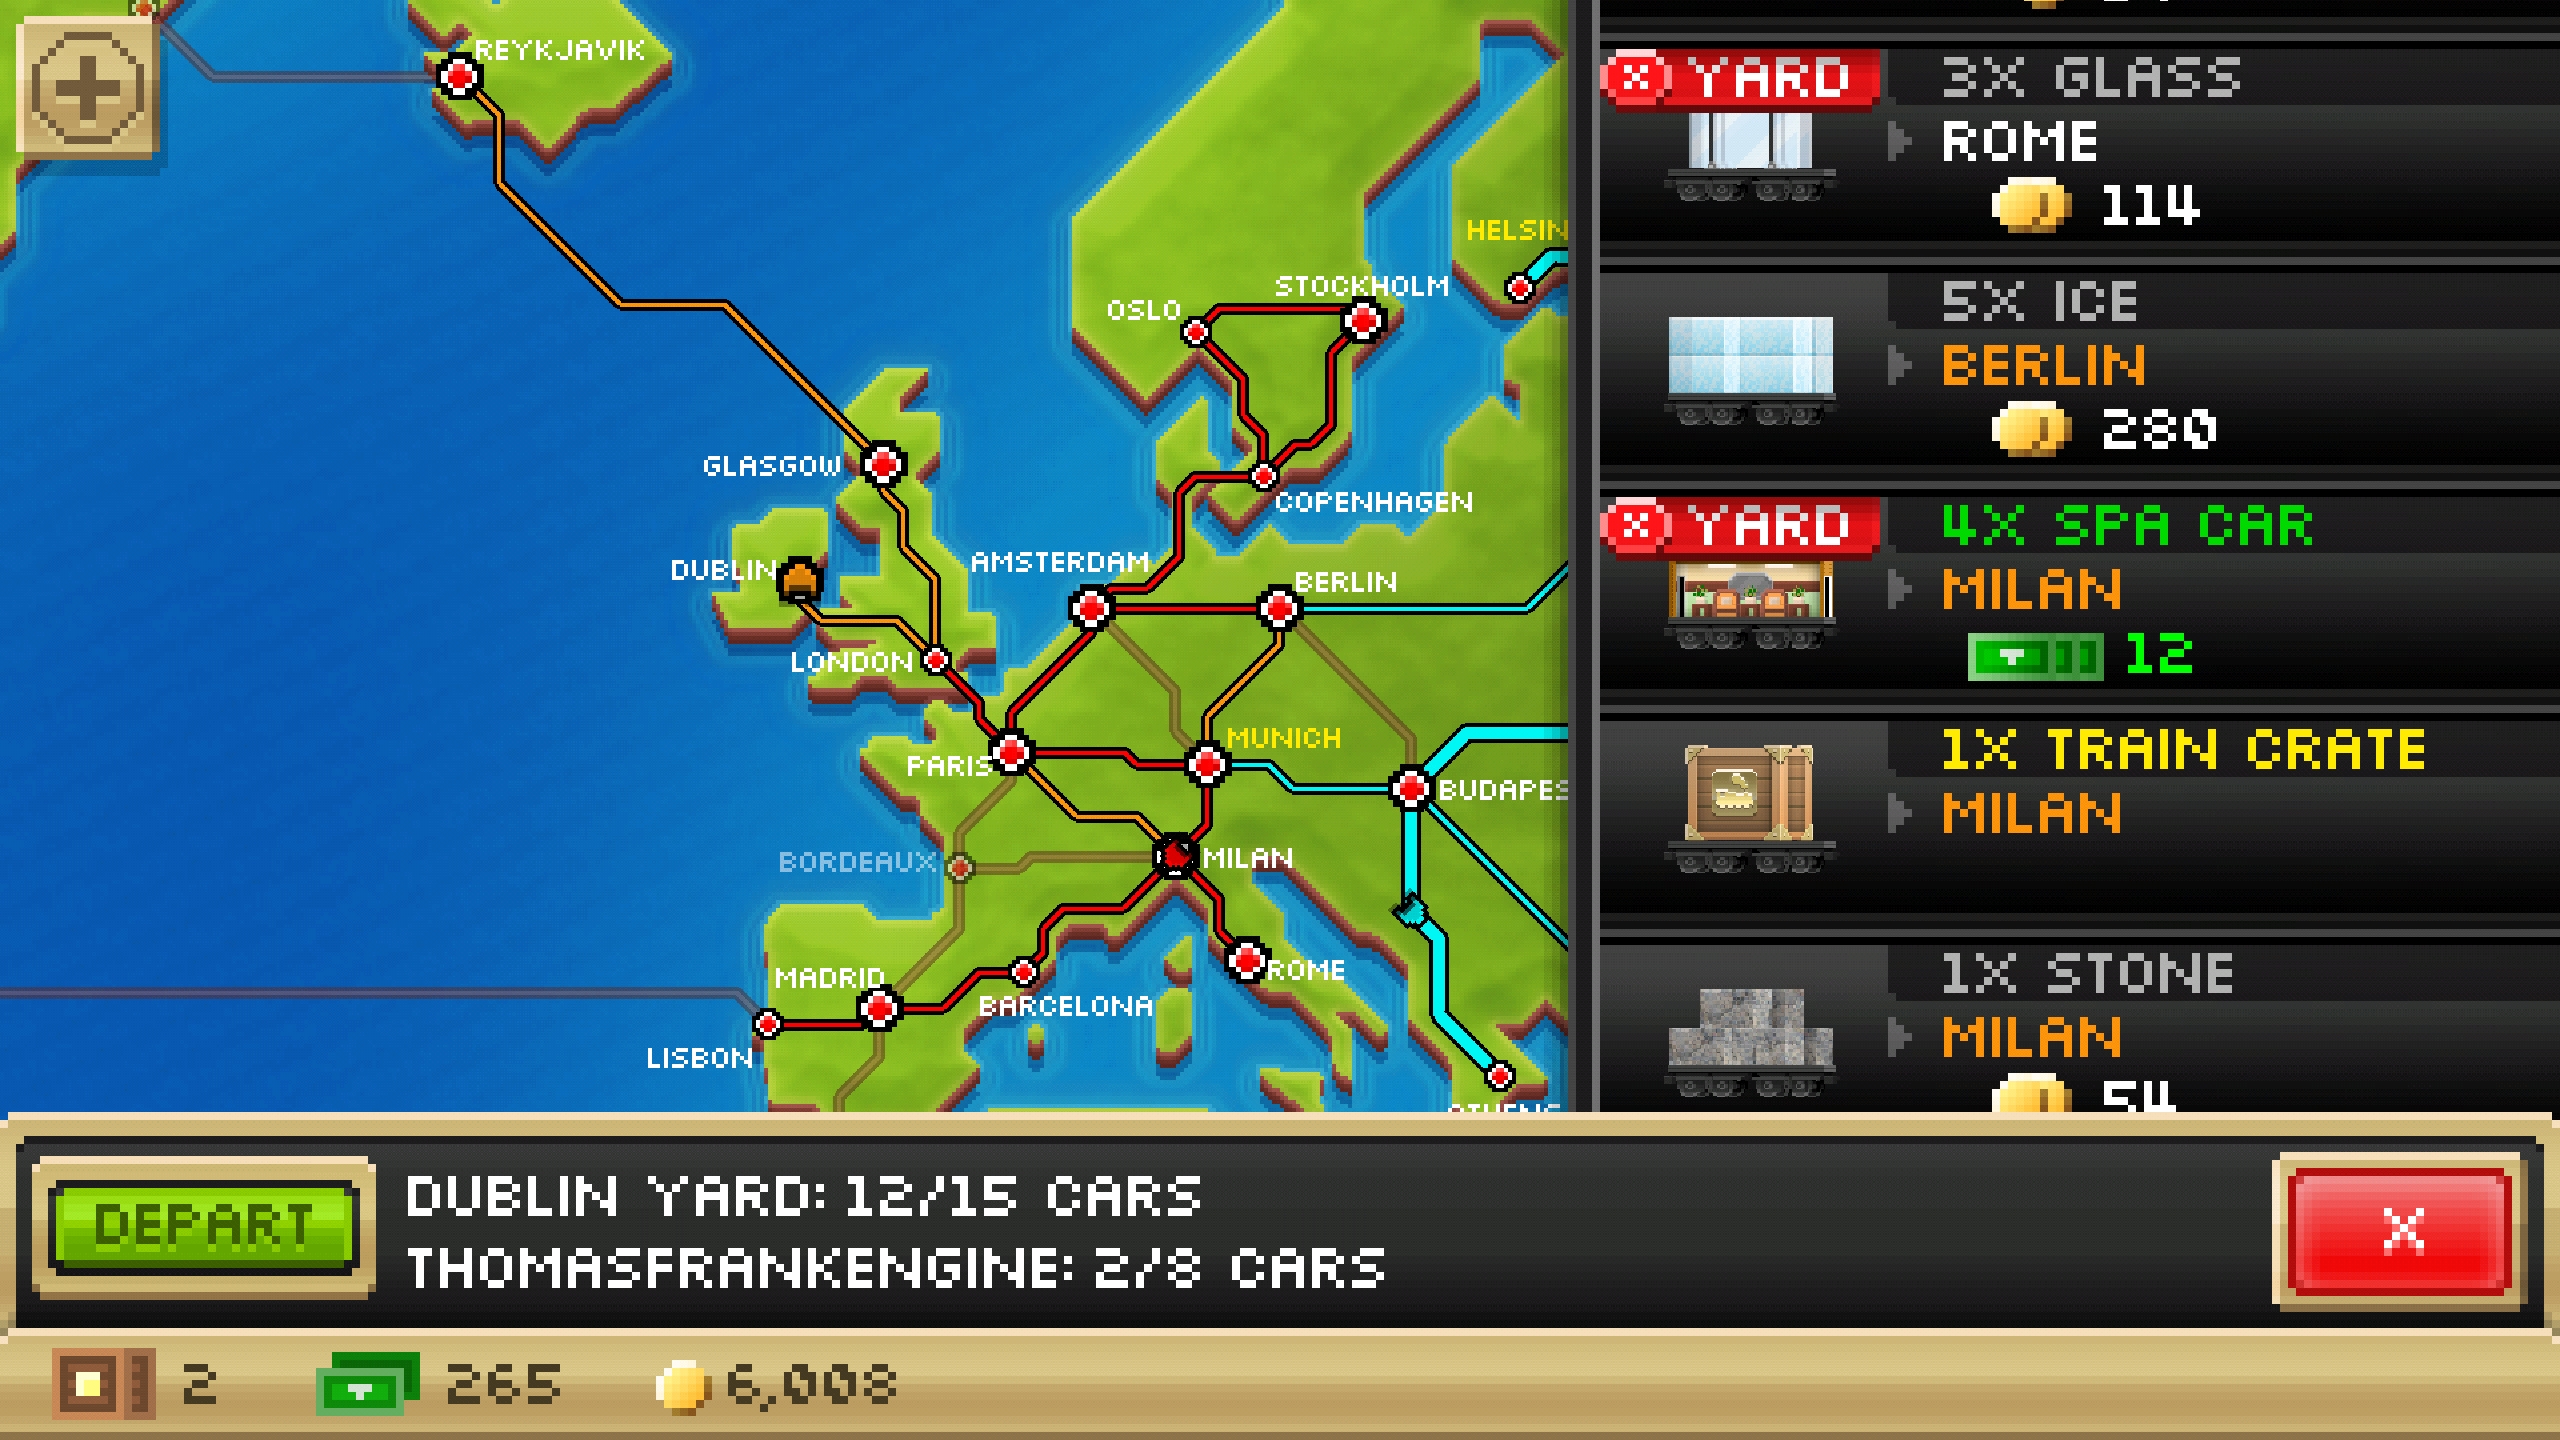 REYKJAVIK
HELSIN
STOCKHOLM
OSLO
GLASGOW
COPENHAGEN
DUBLIN
AMSTERDAM
BERLIN
LONDON
MUNICH
PARIS
BUDAPES
BORDEAUX
MILAN
MADRID
ROME
BARCELONA
LISBON
ATHENS
X YARD
3X GLASS
ROME
114
5X ICE
BERLIN
280
X YARD
4X SPA CAR
MILAN
12
1X TRAIN CRATE
MILAN
1X STONE
MILAN
54
DEPART
DUBLIN YARD: 12/15 CARS
THOMASFRANKENGINE: 2/8 CARS
X
2
265
6,008